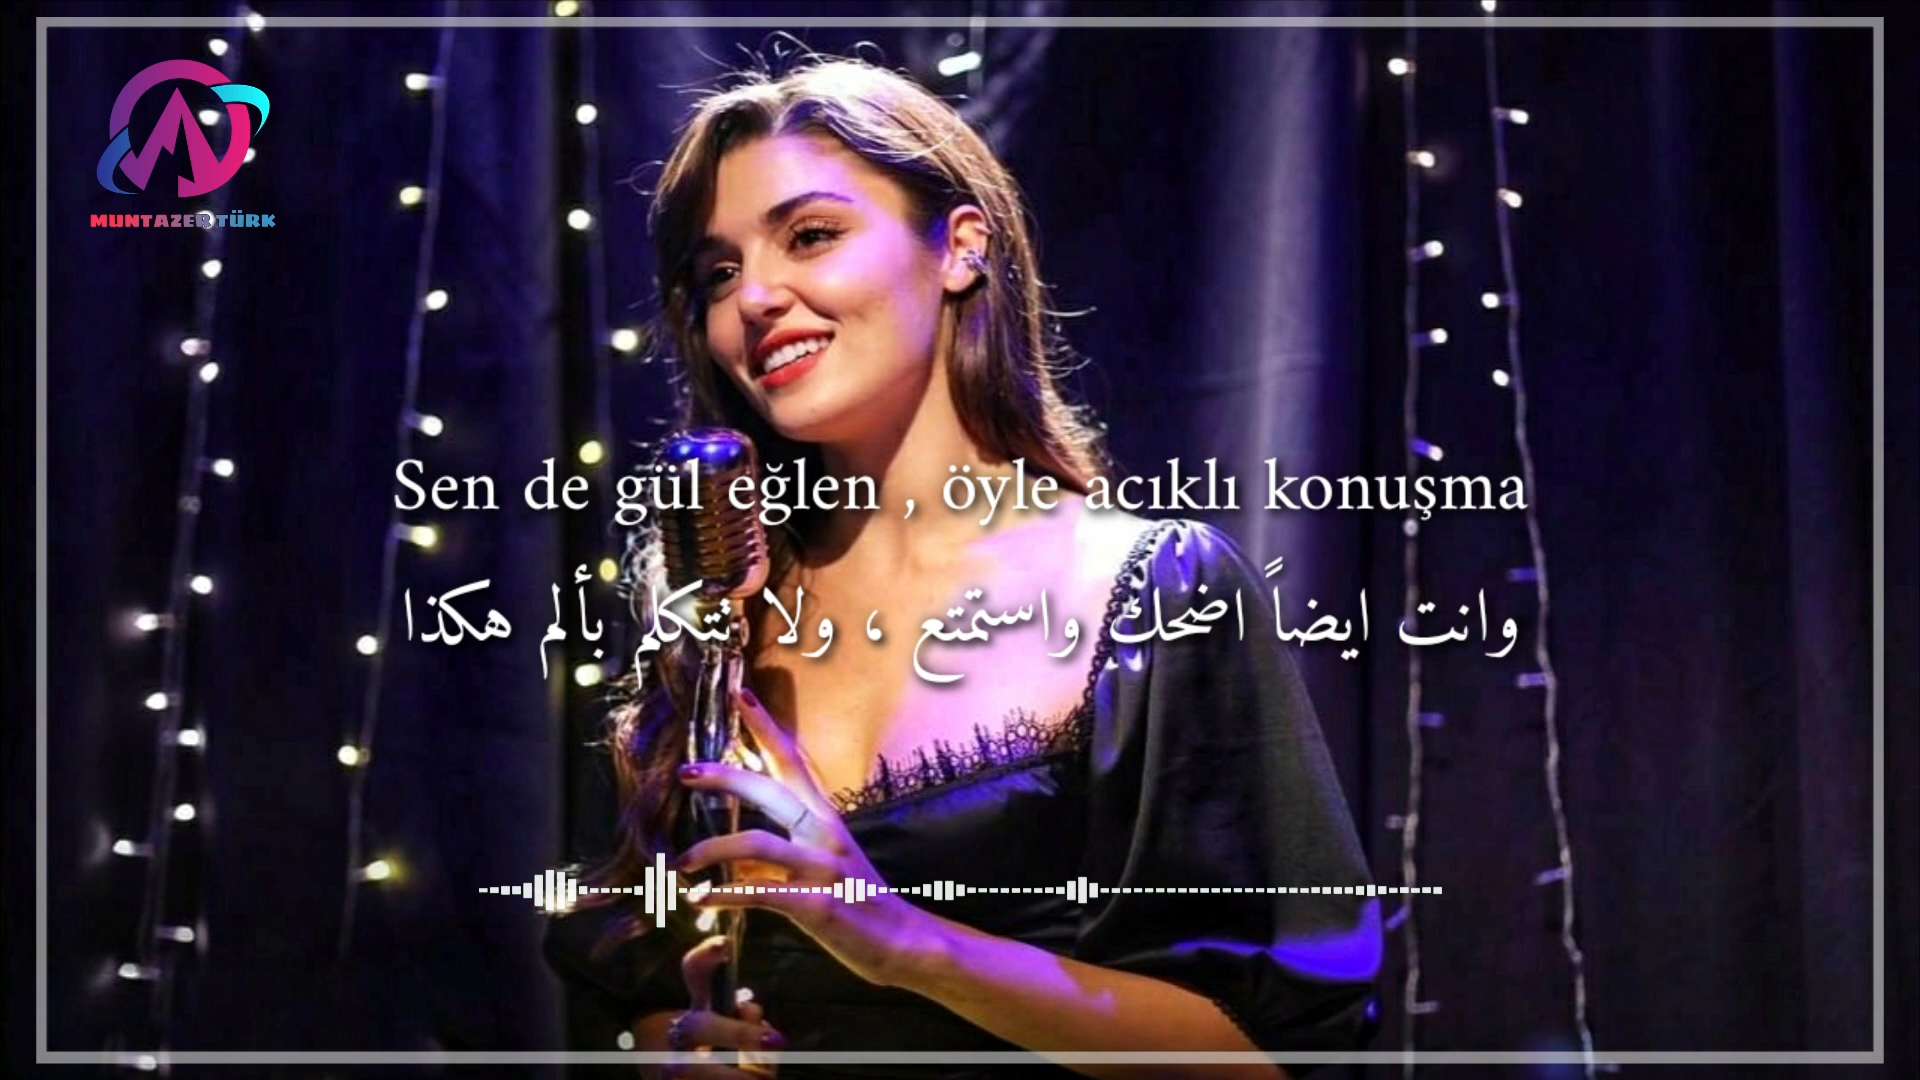 MUNTAZER TÜRK
Sen de gül eğlen , öyle acıklı konuşma
وانت ايضاً اضحك واستمتع ، ولا تتكلم بألم هكذا